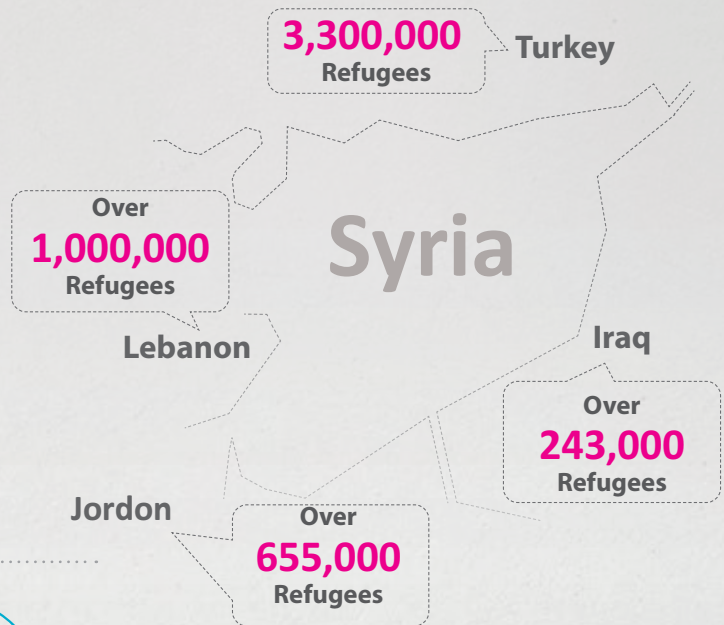 3,300,000
Refugees
Turkey
Syria
Over
1,000,000
Refugees
Lebanon
Iraq
Over
243,000
Refugees
Jordon
Over
655,000
Refugees